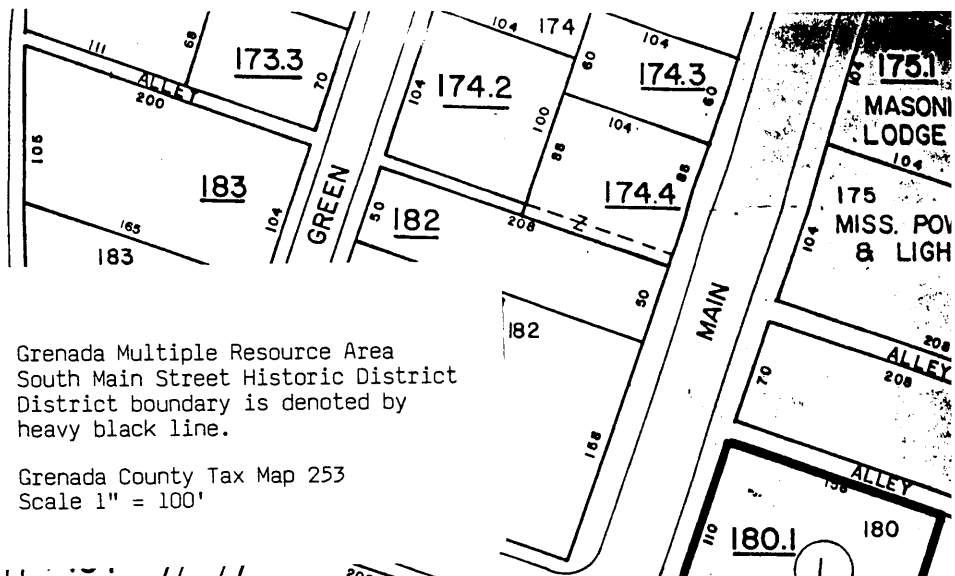 104
174
111
68
173.3
70
104
174.2
60
104
174.3
60
104
175.1
MASONI
LODGE
ALLEY
200
100
104
88
88
104
105
183
GREEN
104
50
182
174.4
208
175
MISS. POW
& LIGH
104
165
183
50
MAIN
182
208
ALLEY
208
70
Grenada Multiple Resource Area
South Main Street Historic District
District boundary is denoted by
heavy black line.
Grenada County Tax Map 253
Scale 1" = 100'
158
ALLEY
158
110
180.1
180
1